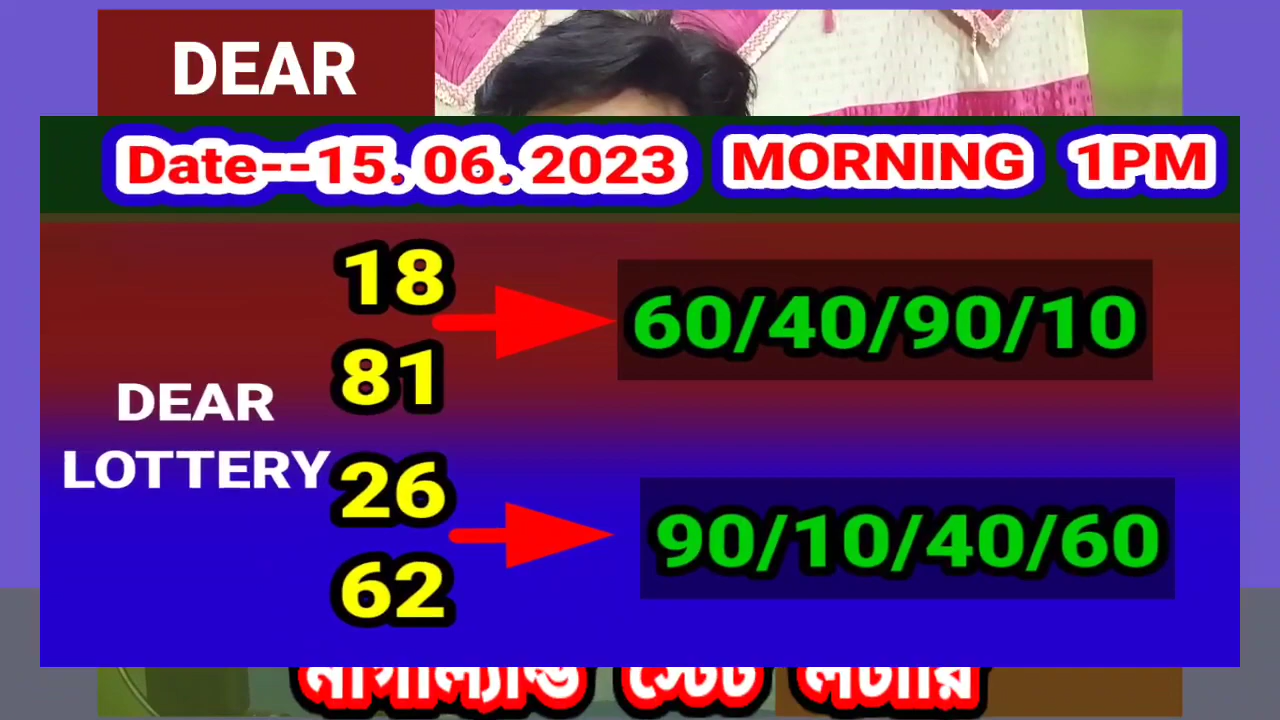 DEAR
Date--15. 06. 2023 MORNING 1PM
18
60/40/90/10
81
DEAR
LOTTERY
26
90/10/40/60
62
নাগাল্যান্ড স্টেট লটারি